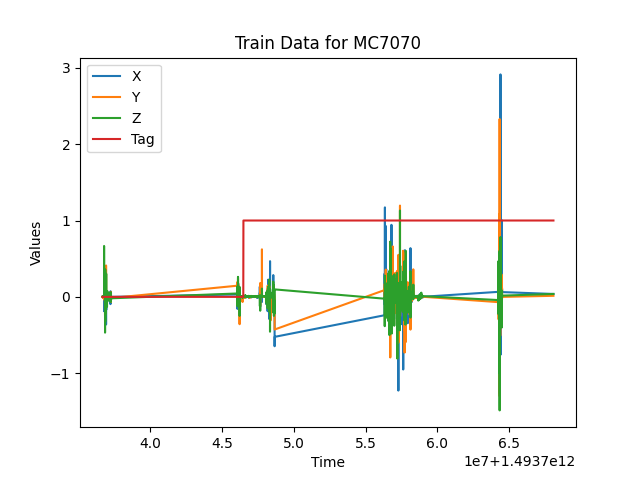 Train Data for MC7070
X
Y
Z
Tag
3
2
1
0
−1
Values
4.0 4.5 5.0 5.5 6.0 6.5
Time
1e7+1.4937e12